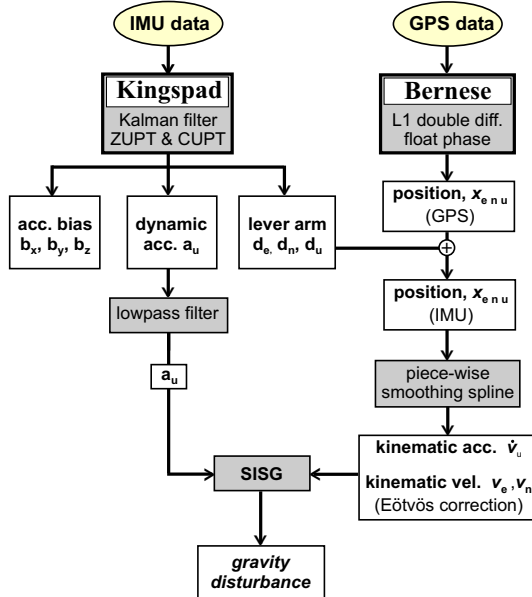 IMU data
GPS data
Kingspad
Kalman filter
ZUPT & CUPT
Bernese
L1 double diff.
float phase
acc. bias
bx, by, bz
dynamic
acc. au
lever arm
de, dn, du
position, xe n u
(GPS)
+
position, xe n u
(IMU)
lowpass filter
piece-wise
smoothing spline
au
kinematic acc. v̇u
kinematic vel. ve ,vn
(Eötvös correction)
SISG
gravity
disturbance